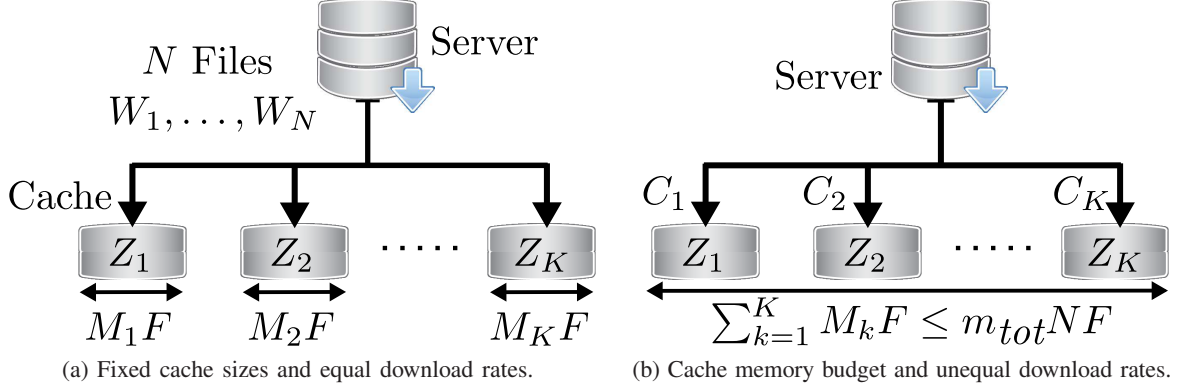 N Files
W_1, . . . , W_N
Server
Cache
Z_1
Z_2
. . . . .
Z_K
M_1F
M_2F
M_KF
(a) Fixed cache sizes and equal download rates.
Server
C_1
C_2
C_K
Z_1
Z_2
. . . . .
Z_K
\sum_{k=1}^{K} M_kF ≤ m_{tot}NF
(b) Cache memory budget and unequal download rates.